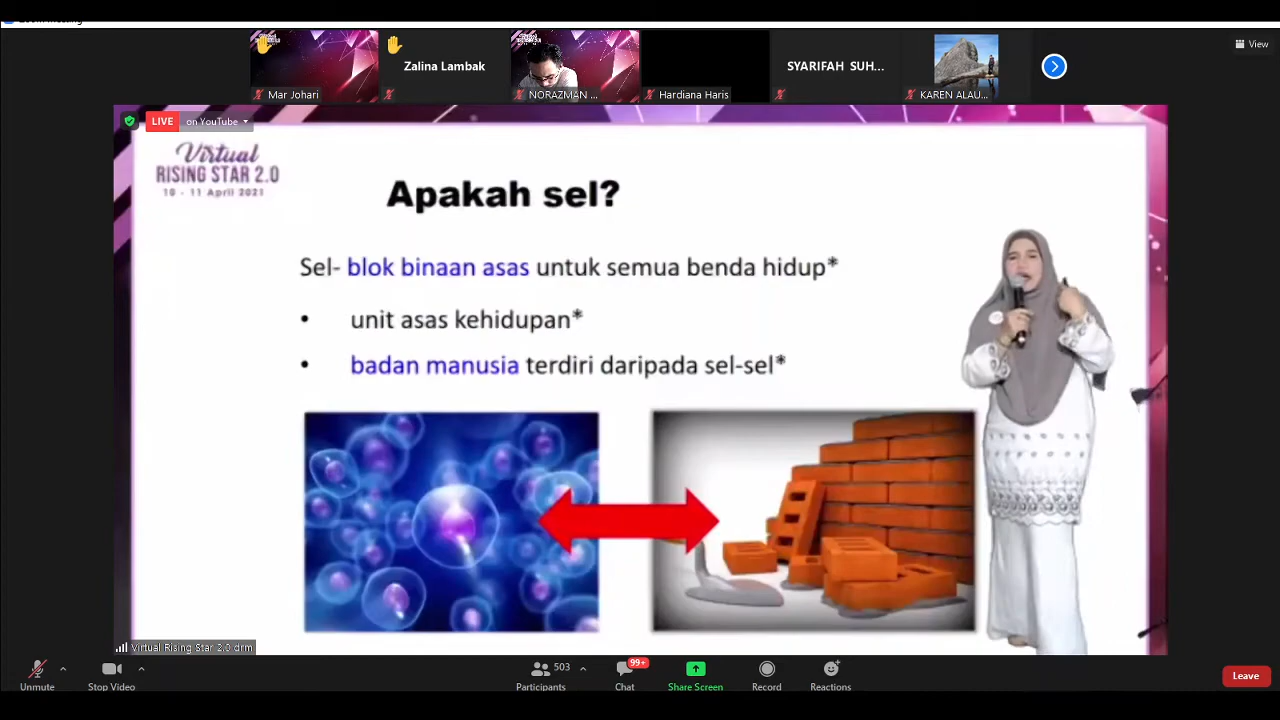 Zoom Meeting
View
Zalina Lambak
SYARIFAH SUH...
Mar Johari
NORAZMAN ...
Hardiana Haris
KAREN ALAU...
LIVE on YouTube
Virtual
RISING STAR 2.0
10 - 11 April 2021
Apakah sel?
Sel- blok binaan asas untuk semua benda hidup*
• unit asas kehidupan*
• badan manusia terdiri daripada sel-sel*
Virtual Rising Star 2.0 drm
503
99+
Unmute
Stop Video
Participants
Chat
Share Screen
Record
Reactions
Leave